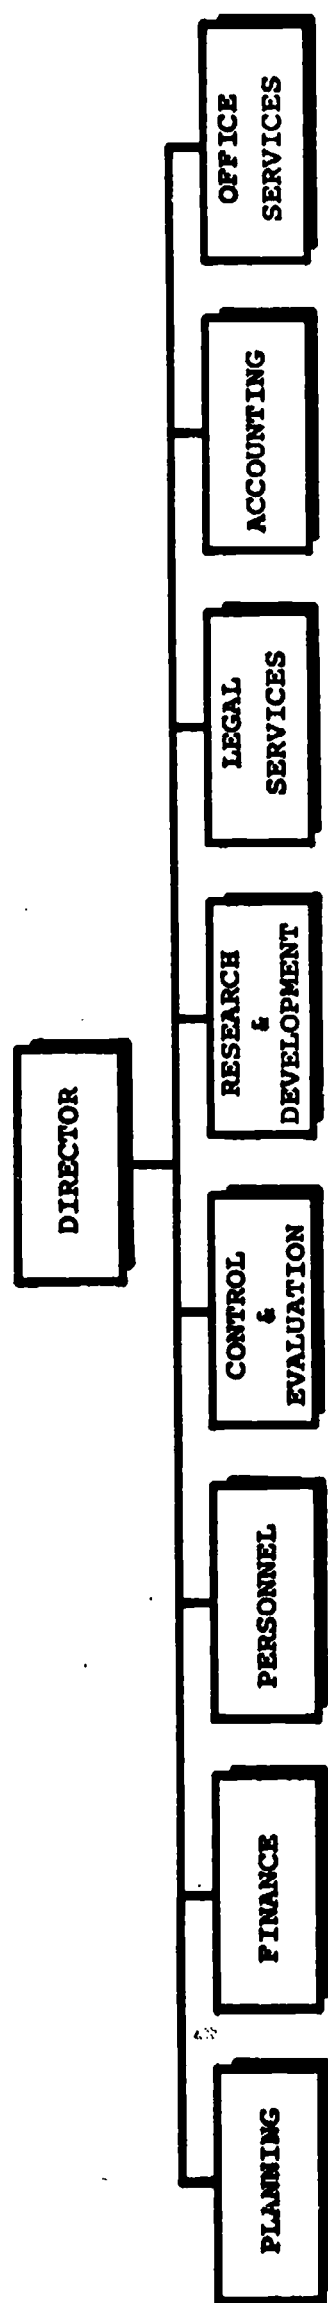 DIRECTOR
PLANNING
FINANCE
PERSONNEL
CONTROL
&
EVALUATION
RESEARCH
&
DEVELOPMENT
LEGAL
SERVICES
ACCOUNTING
OFFICE
SERVICES